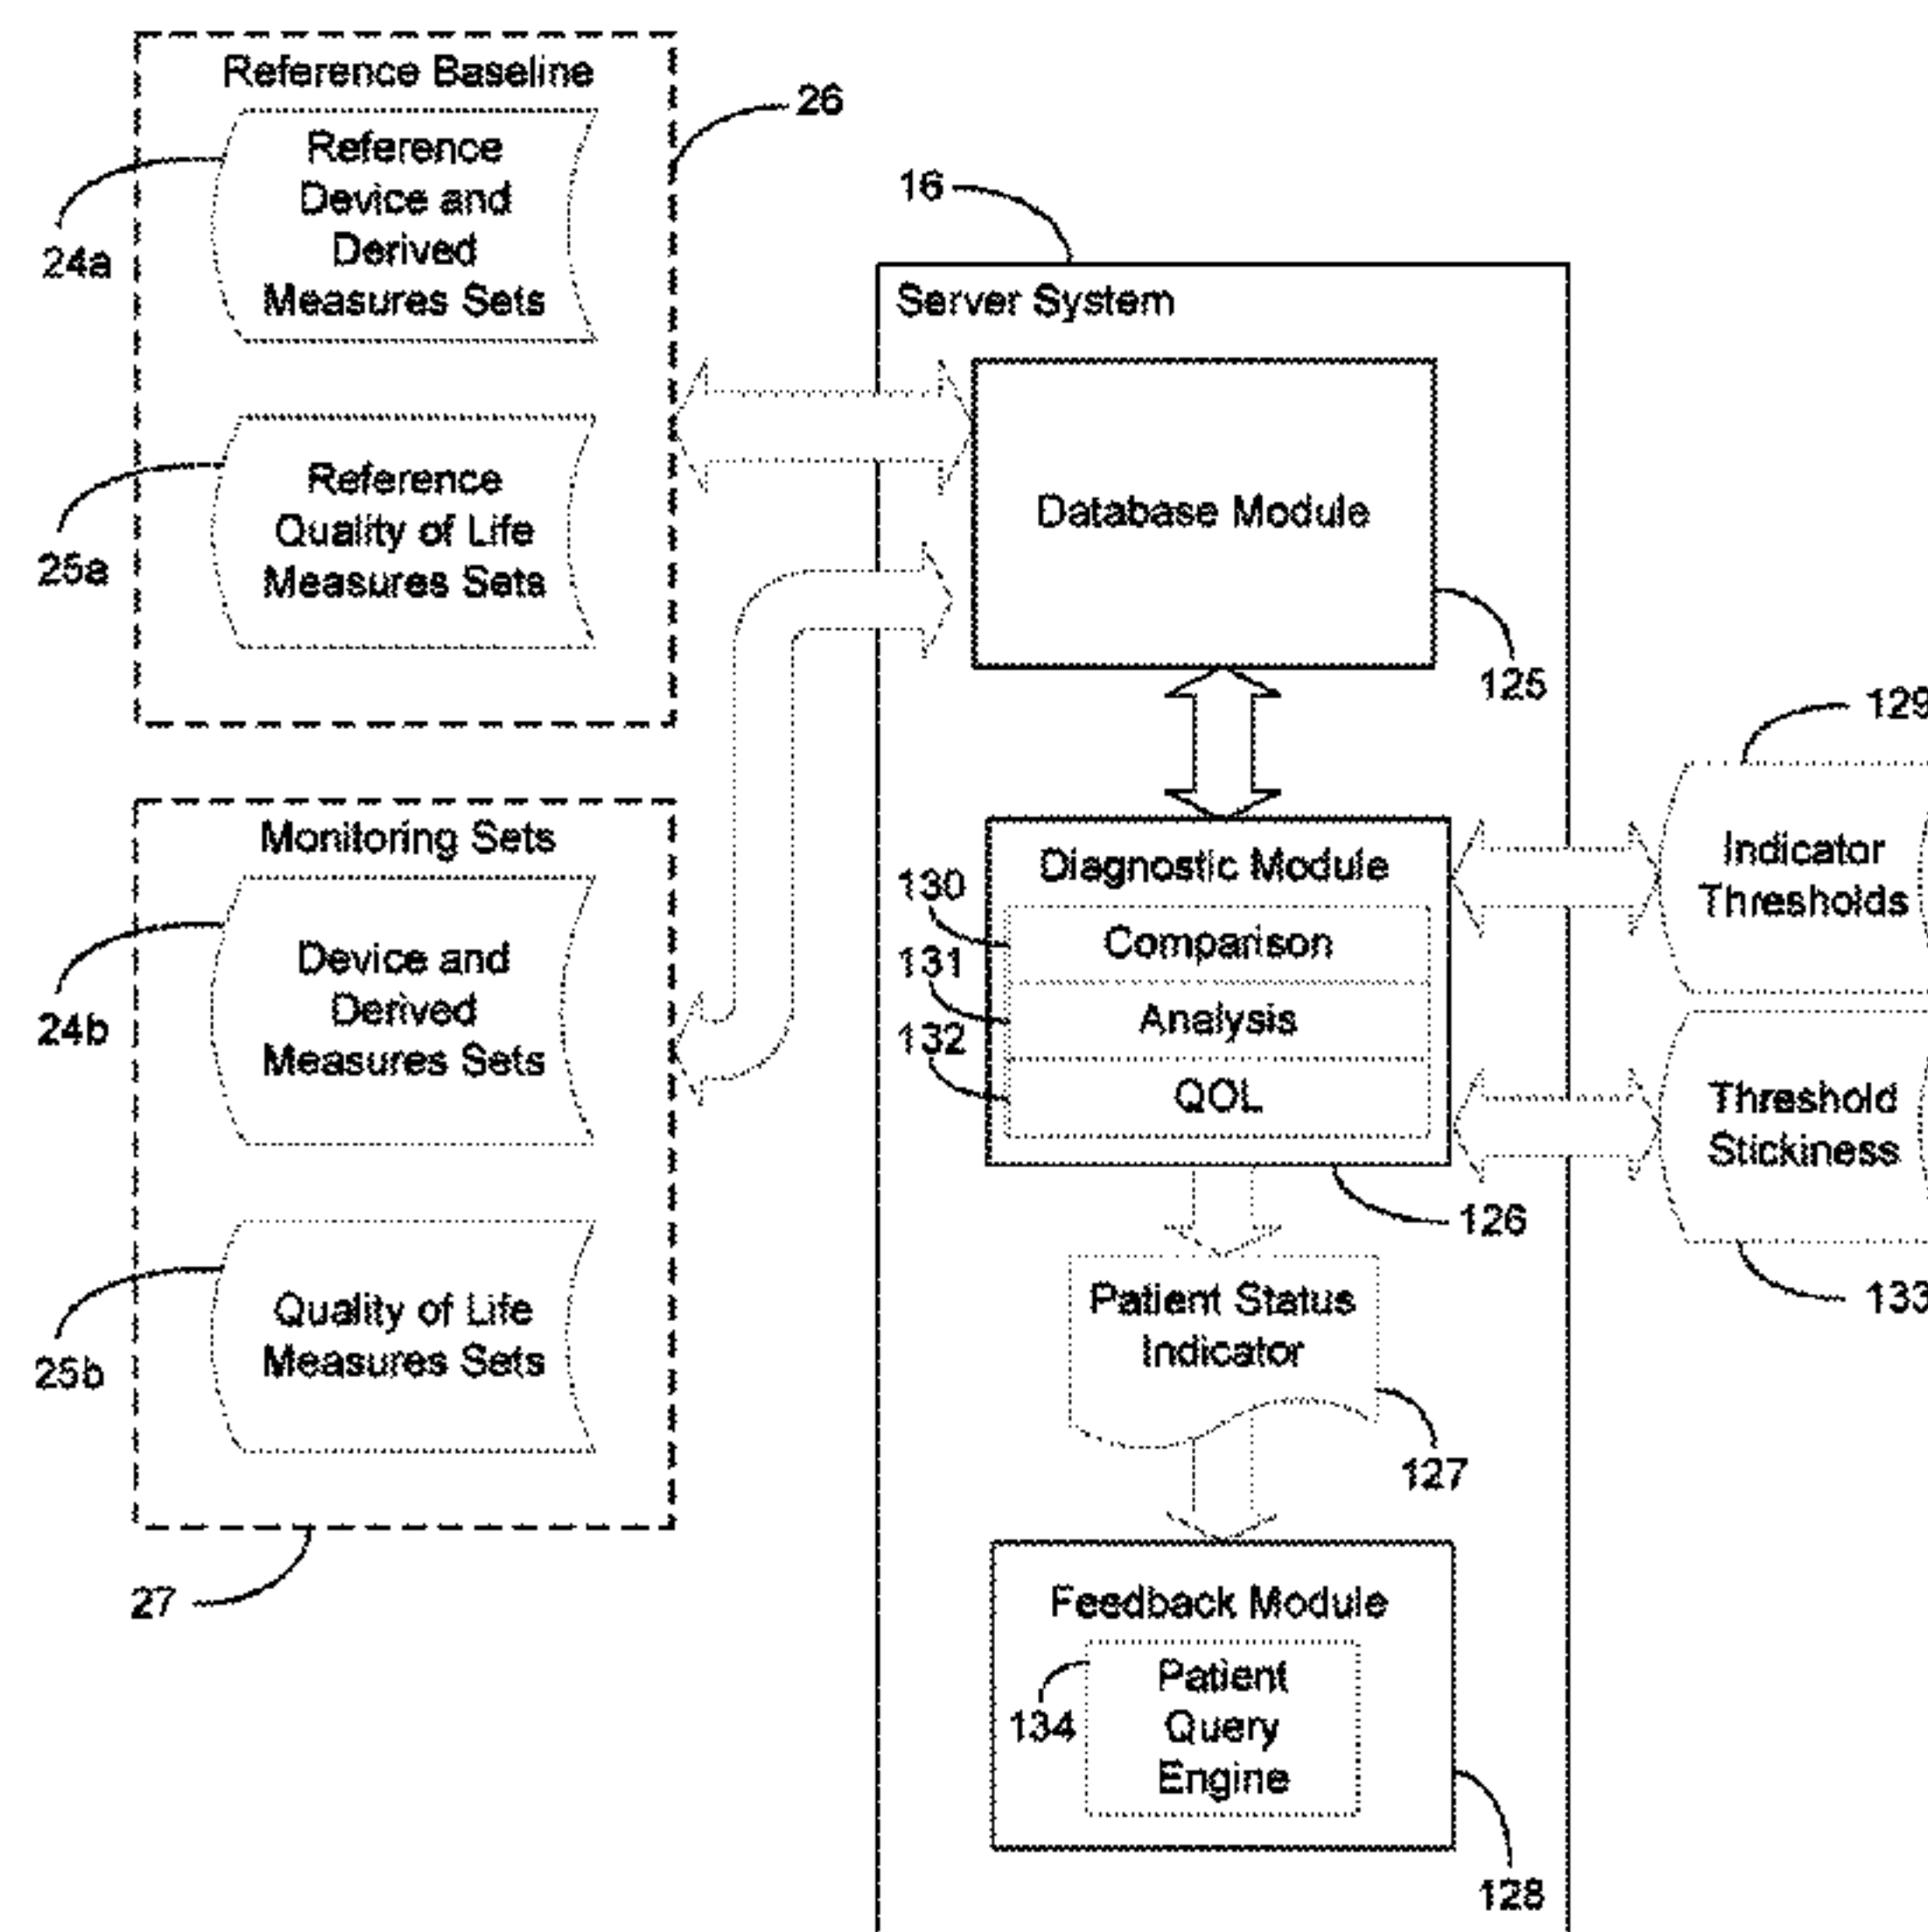 Reference Baseline
26
Reference
Device and
Derived
Measures Sets
24a
Reference
Quality of Life
Measures Sets
25a
Monitoring Sets
Device and
Derived
Measures Sets
24b
Quality of Life
Measures Sets
25b
27
16
Server System
Database Module
125
Diagnostic Module
130
Comparison
131
Analysis
132
QOL
126
129
Indicator
Thresholds
Threshold
Stickiness
133
Patient Status
Indicator
127
Feedback Module
Patient
Query
Engine
134
128